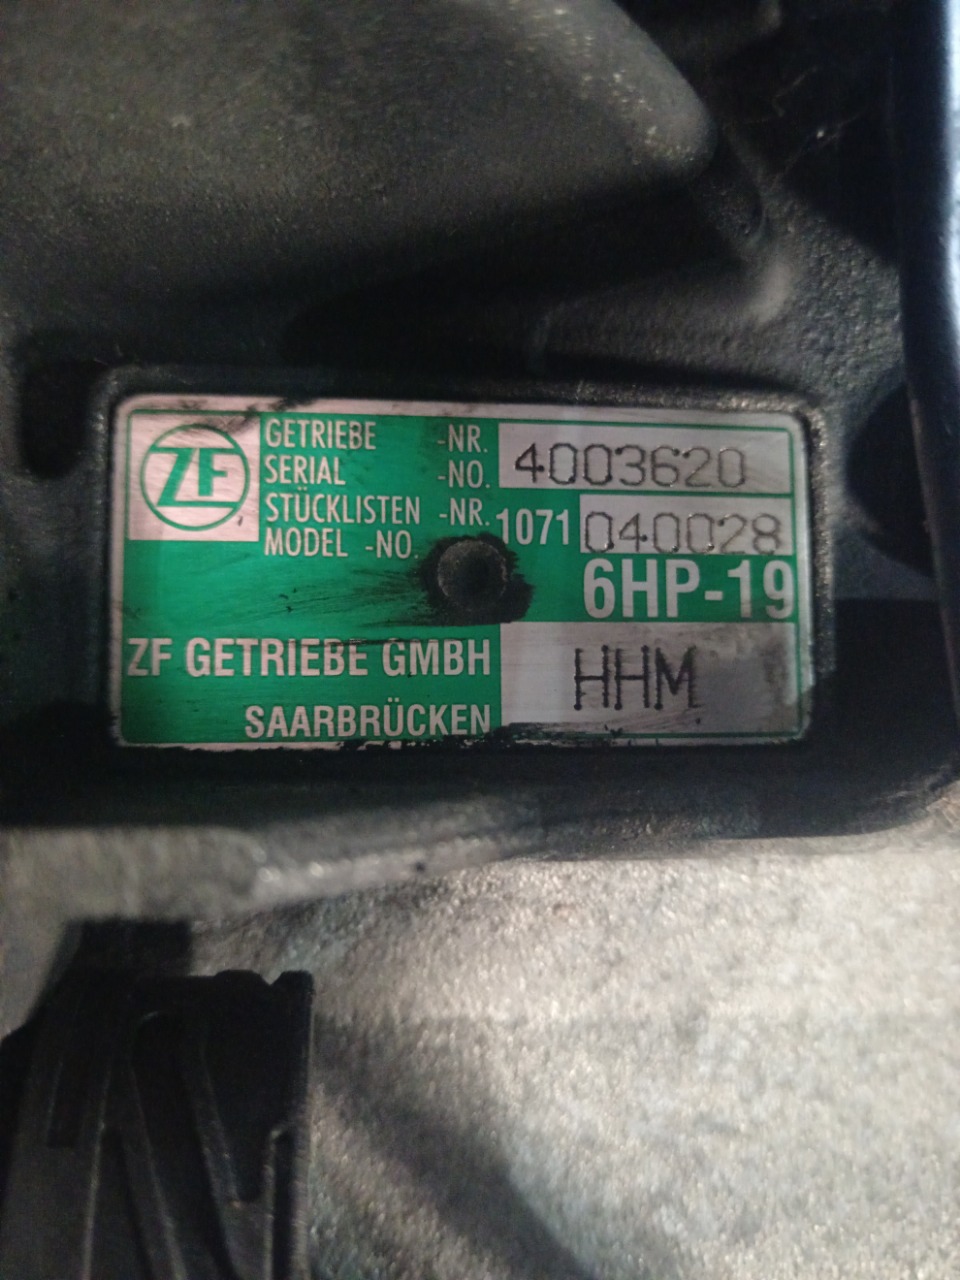 ZF
GETRIEBE -NR. 4003620
SERIAL -NO.
STÜCKLISTEN -NR. 1071 040028
MODEL -NO.
6HP-19
ZF GETRIEBE GMBH
HHM
SAARBRÜCKEN